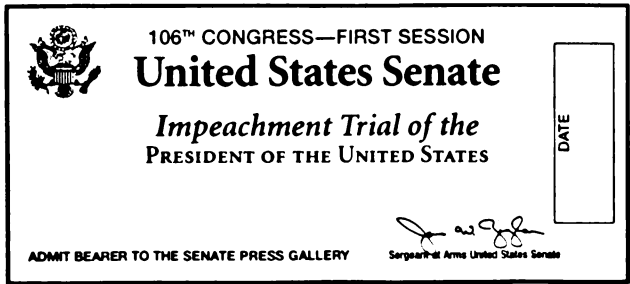 106TH CONGRESS—FIRST SESSION
United States Senate
Impeachment Trial of the
PRESIDENT OF THE UNITED STATES
DATE
ADMIT BEARER TO THE SENATE PRESS GALLERY
Sergeant at Arms United States Senate